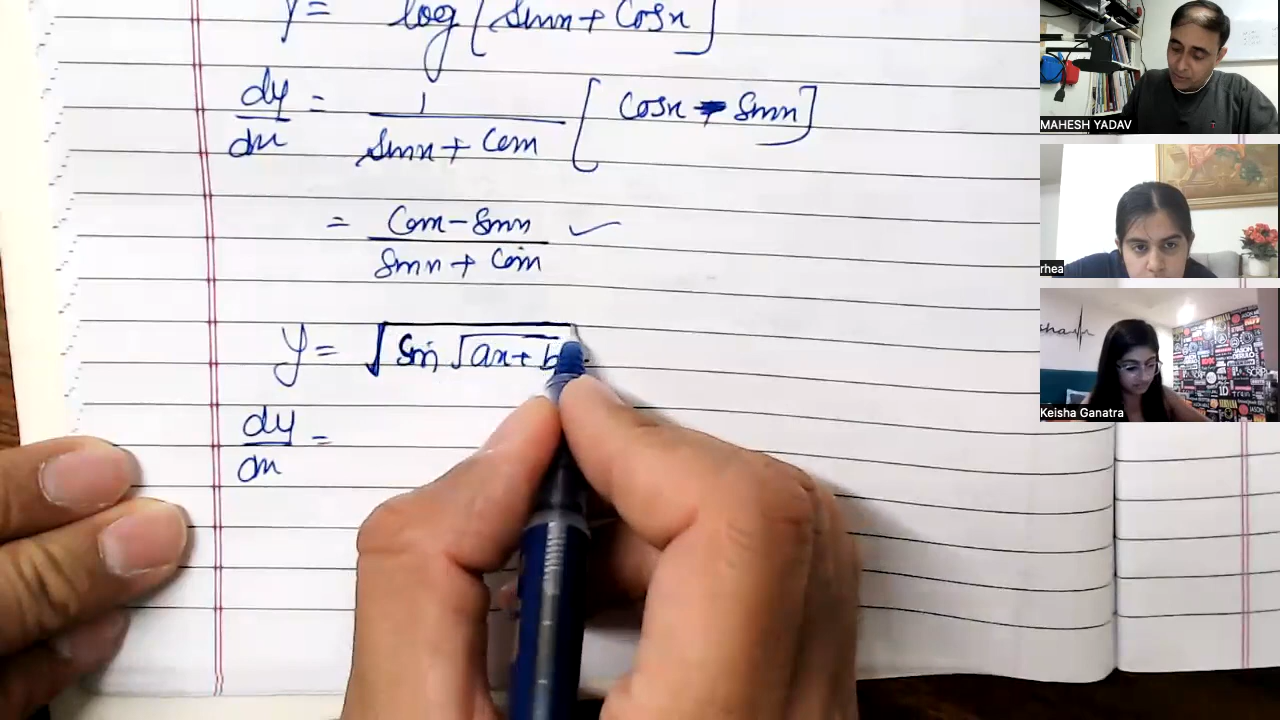 y = log [sinx + cosx]
dy/dx = 1/(sinx + cosx) [cosx - sinx]
= (cosx - sinx)/(sinx + cosx) ✓
y = √(sin √(ax + b
dy/dx =
MAHESH YADAV
rhea
Keisha Ganatra